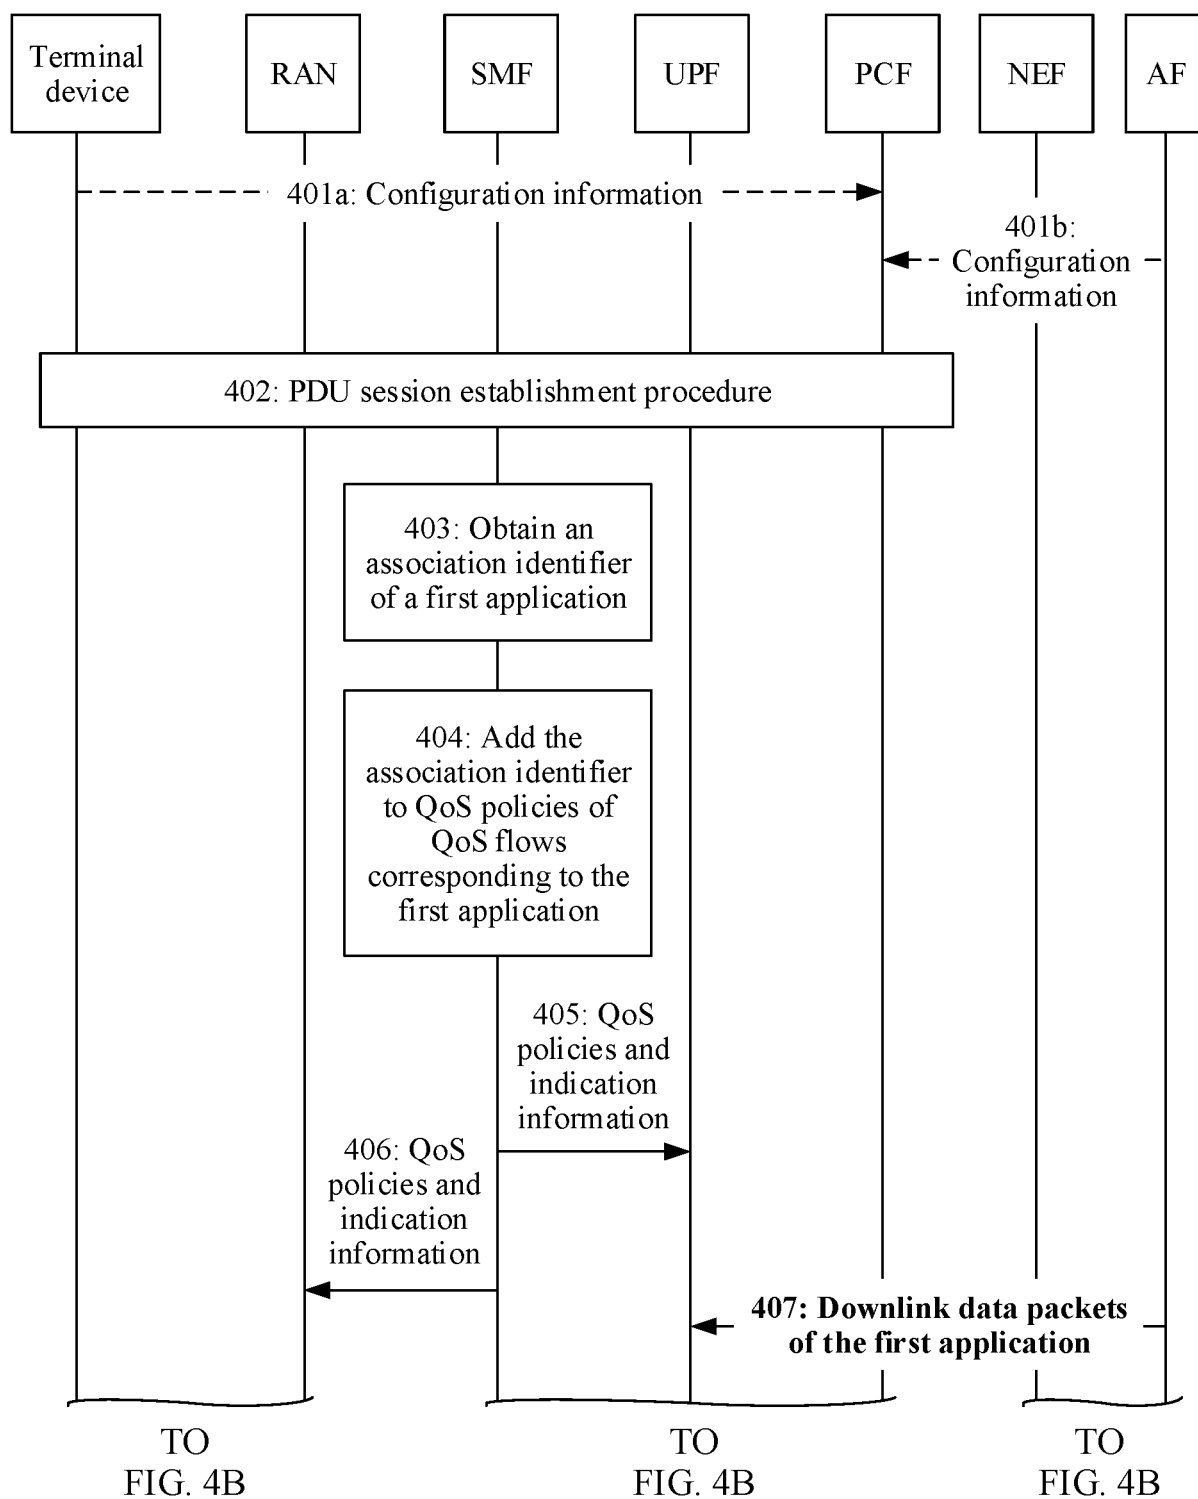 Terminal
device
RAN
SMF
UPF
PCF
NEF
AF
401a: Configuration information
401b:
Configuration
information
402: PDU session establishment procedure
403: Obtain an
association identifier
of a first application
404: Add the
association identifier
to QoS policies of
QoS flows
corresponding to the
first application
405: QoS
policies and
indication
information
406: QoS
policies and
indication
information
407: Downlink data packets
of the first application
TO
FIG. 4B
TO
FIG. 4B
TO
FIG. 4B